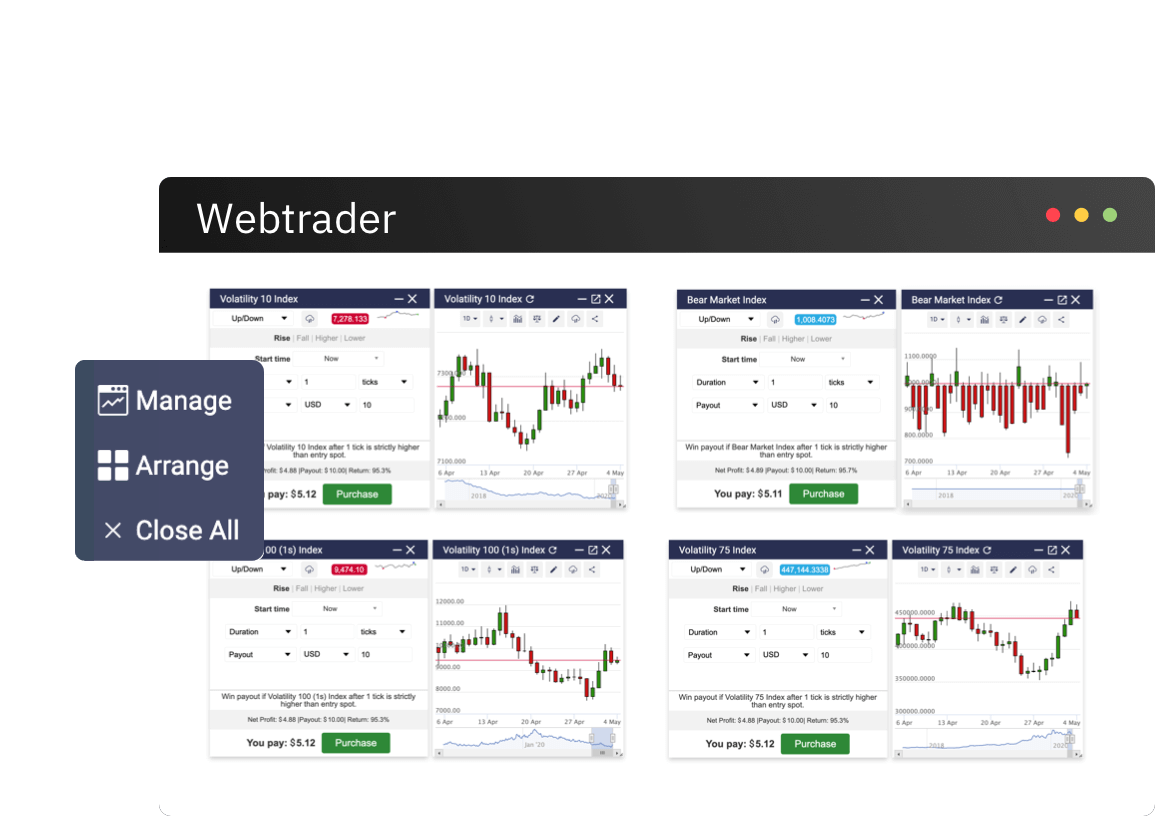 Webtrader
Manage
Arrange
Close All
Volatility 10 Index
Up/Down
7,278.133
Rise | Fall | Higher | Lower
Start time Now
1 ticks
USD 10
Volatility 10 Index after 1 tick is strictly higher
than entry spot.
$4.88 |Payout: $10.00| Return: 95.3%
pay: $5.12 Purchase
Volatility 10 Index
1D
7100.0000
6 Apr 13 Apr 20 Apr 27 Apr 4 May
2018
Bear Market Index
Up/Down
1,008.4073
Rise | Fall | Higher | Lower
Start time Now
Duration 1 ticks
Payout USD 10
Win payout if Bear Market Index after 1 tick is strictly higher
than entry spot.
Net Profit: $4.89 |Payout: $10.00| Return: 95.7%
You pay: $5.11 Purchase
Bear Market Index
1D
1100.0000
800.0000
700.0000
6 Apr 13 Apr 20 Apr 27 Apr 4 May
2018
(1s) Index
Up/Down
9,474.10
Rise | Fall | Higher | Lower
Start time Now
Duration 1 ticks
Payout USD 10
Win payout if Volatility 100 (1s) Index after 1 tick is strictly
higher than entry spot.
Net Profit: $4.88 |Payout: $10.00| Return: 95.3%
You pay: $5.12 Purchase
Volatility 100 (1s) Index
1D
12000.00
11000.00
9000.00
8000.00
7000.00
6 Apr 13 Apr 20 Apr 27 Apr 4 May
Jan '20
Volatility 75 Index
Up/Down
447,144.3338
Rise | Fall | Higher | Lower
Start time Now
Duration 1 ticks
Payout USD 10
Win payout if Volatility 75 Index after 1 tick is strictly higher
than entry spot.
Net Profit: $4.88 |Payout: $10.00| Return: 95.3%
You pay: $5.12 Purchase
Volatility 75 Index
1D
450000.0000
350000.0000
300000.0000
6 Apr 13 Apr 20 Apr 27 Apr 4 May
2018